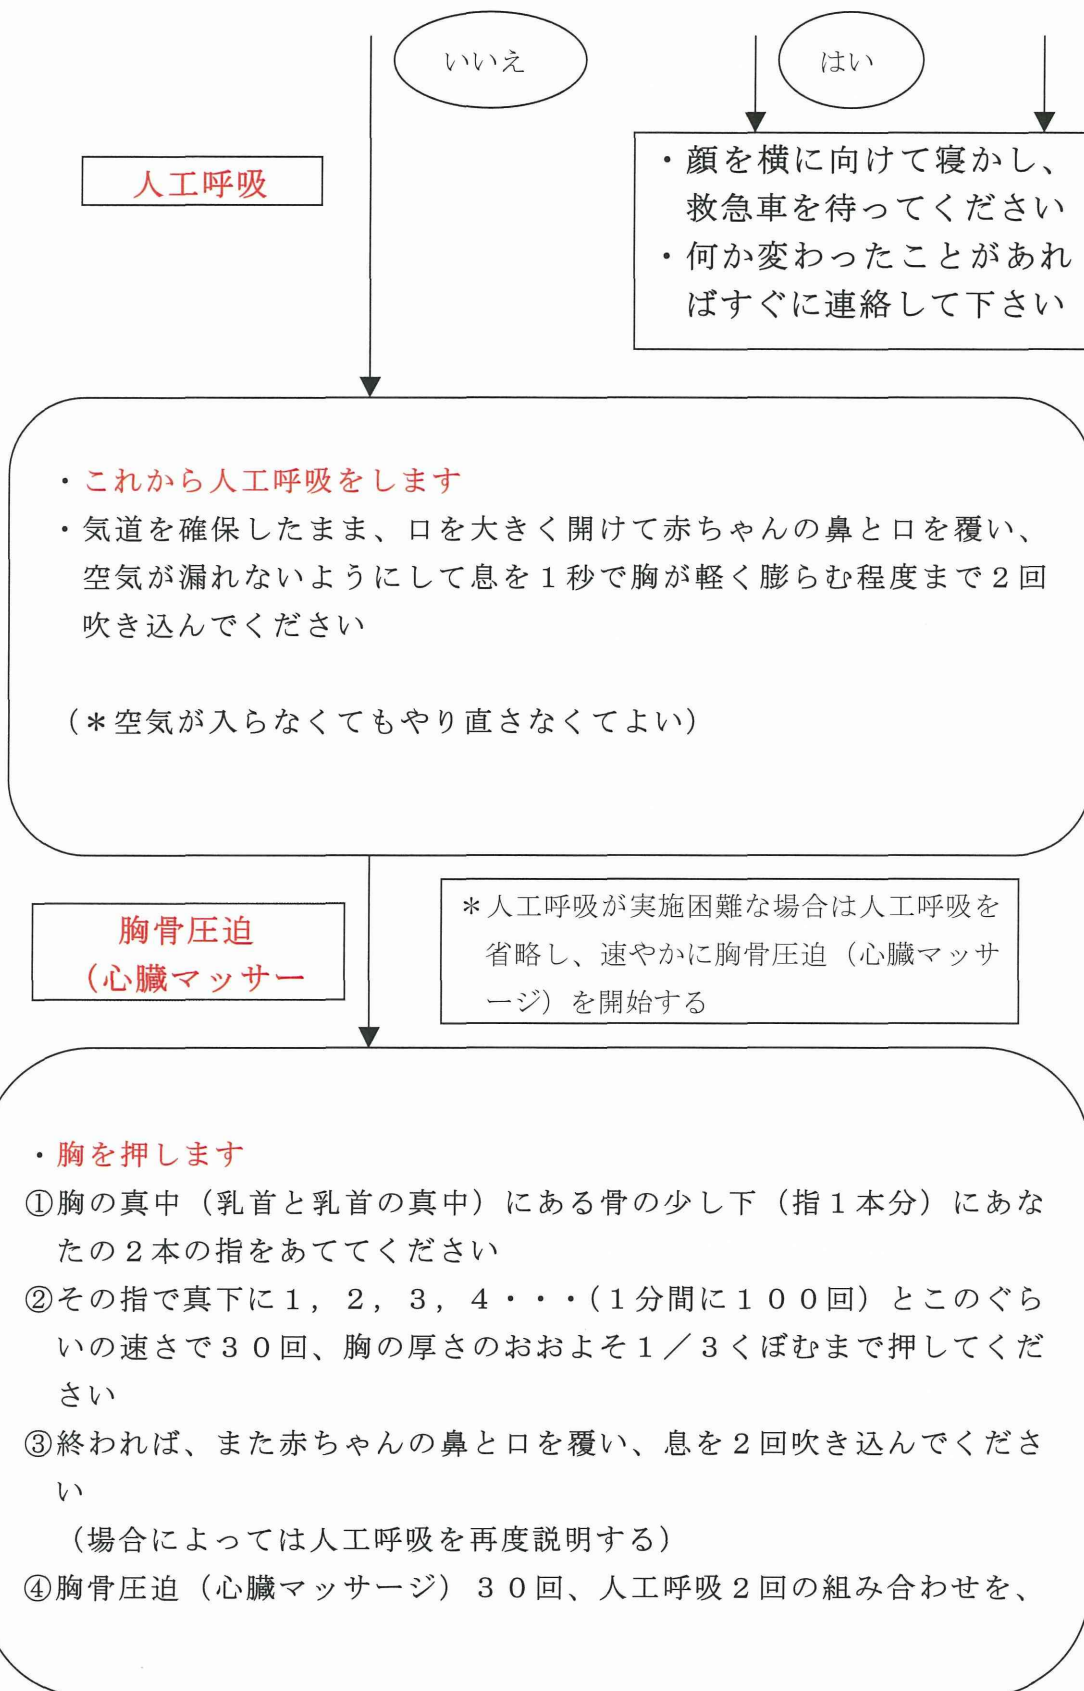 いいえ
はい
人工呼吸
・顔を横に向けて寝かし、
救急車を待ってください
・何か変わったことがあれ
ばすぐに連絡して下さい
・これから人工呼吸をします
・気道を確保したまま、口を大きく開けて赤ちゃんの鼻と口を覆い、
空気が漏れないようにして息を１秒で胸が軽く膨らむ程度まで２回
吹き込んでください
（＊空気が入らなくてもやり直さなくてよい）
胸骨圧迫
（心臓マッサー
＊人工呼吸が実施困難な場合は人工呼吸を
省略し、速やかに胸骨圧迫（心臓マッサ
ージ）を開始する
・胸を押します
①胸の真中（乳首と乳首の真中）にある骨の少し下（指１本分）にあな
たの２本の指をあててください
②その指で真下に１，２，３，４・・・（１分間に１００回）とこのぐら
いの速さで３０回、胸の厚さのおおよそ１／３くぼむまで押してくだ
さい
③終われば、また赤ちゃんの鼻と口を覆い、息を２回吹き込んでくださ
い
（場合によっては人工呼吸を再度説明する）
④胸骨圧迫（心臓マッサージ）３０回、人工呼吸２回の組み合わせを、